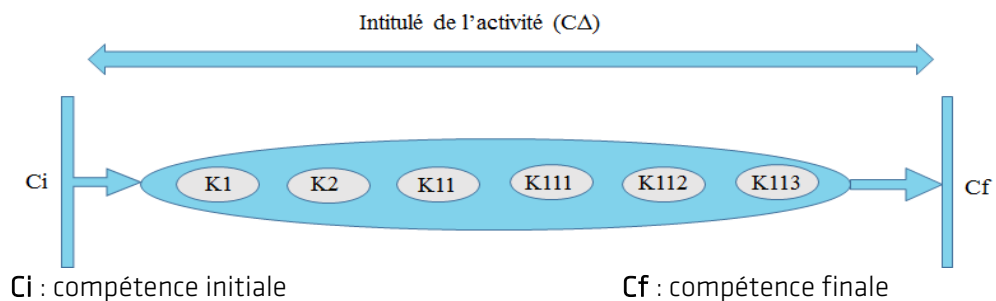 Intitulé de l’activité (CΔ)
Ci K1 K2 K11 K111 K112 K113 Cf
Ci : compétence initiale Cf : compétence finale